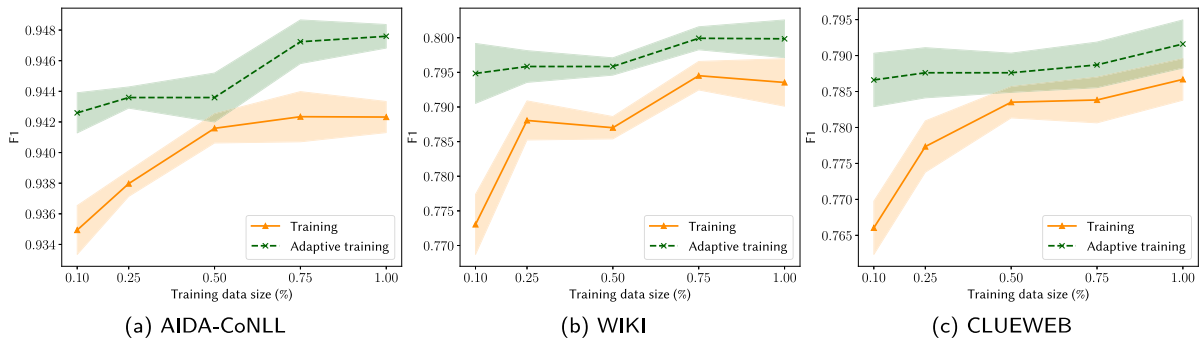 0.948
0.946
0.944
0.942
0.940
0.938
0.936
0.934
F1
Training
Adaptive training
0.10 0.25 0.50 0.75 1.00
Training data size (%)
(a) AIDA-CoNLL
0.800
0.795
0.790
0.785
0.780
0.775
0.770
F1
Training
Adaptive training
0.10 0.25 0.50 0.75 1.00
Training data size (%)
(b) WIKI
0.795
0.790
0.785
0.780
0.775
0.770
0.765
F1
Training
Adaptive training
0.10 0.25 0.50 0.75 1.00
Training data size (%)
(c) CLUEWEB